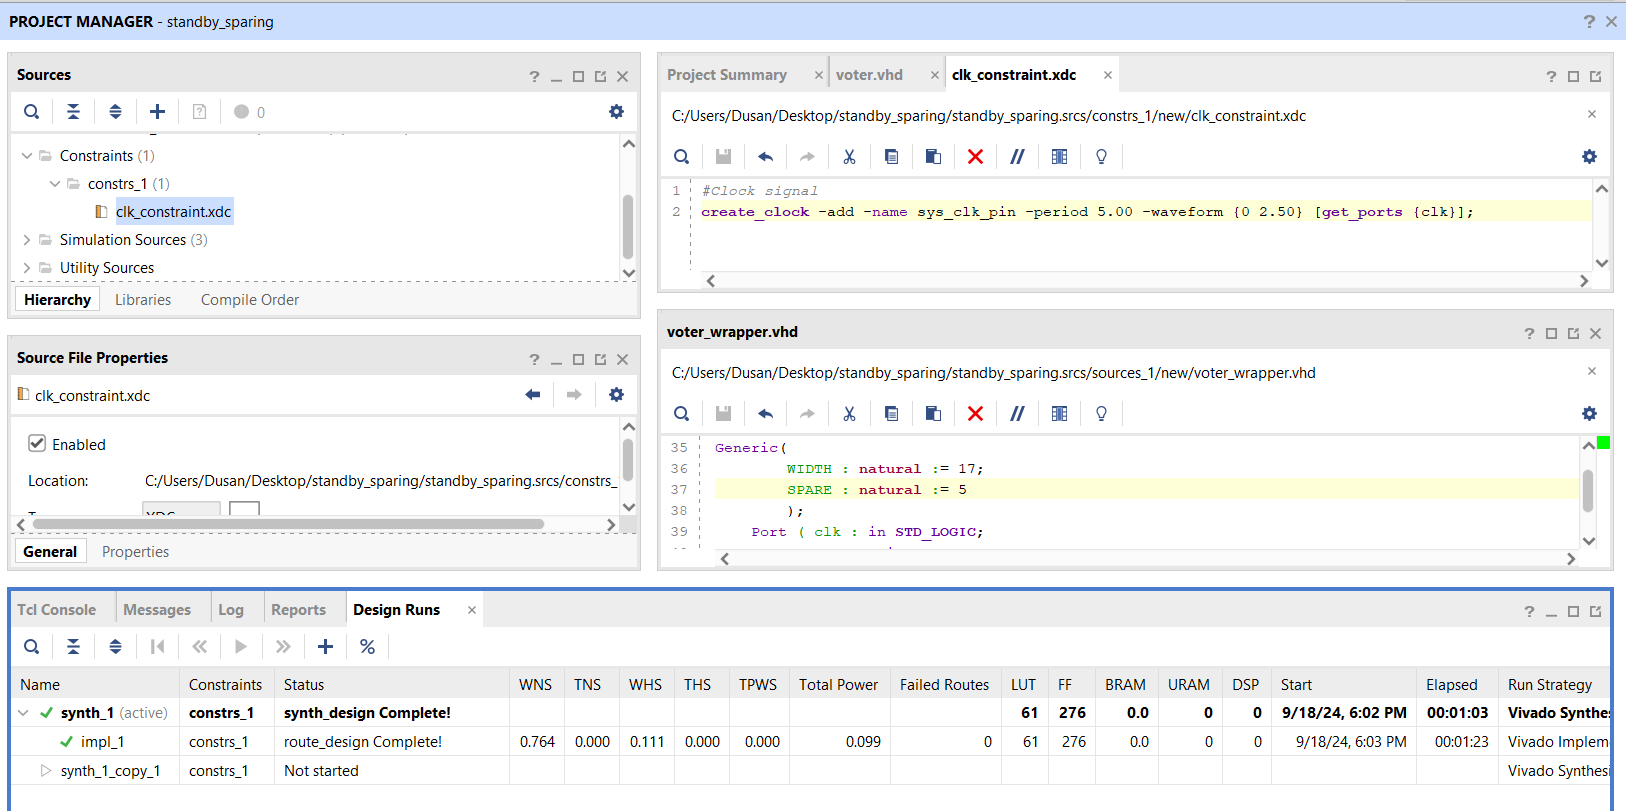 PROJECT MANAGER - standby_sparing
Sources
0
Constraints (1)
constrs_1 (1)
clk_constraint.xdc
Simulation Sources (3)
Utility Sources
Hierarchy Libraries Compile Order
Source File Properties
clk_constraint.xdc
Enabled
Location: C:/Users/Dusan/Desktop/standby_sparing/standby_sparing.srcs/constrs_
General Properties
Project Summary voter.vhd clk_constraint.xdc
C:/Users/Dusan/Desktop/standby_sparing/standby_sparing.srcs/constrs_1/new/clk_constraint.xdc
1 #Clock signal
2 create_clock -add -name sys_clk_pin -period 5.00 -waveform {0 2.50} [get_ports {clk}];
voter_wrapper.vhd
C:/Users/Dusan/Desktop/standby_sparing/standby_sparing.srcs/sources_1/new/voter_wrapper.vhd
35 Generic(
36 WIDTH : natural := 17;
37 SPARE : natural := 5
38 );
39 Port ( clk : in STD_LOGIC;
Tcl Console Messages Log Reports Design Runs
Name Constraints Status WNS TNS WHS THS TPWS Total Power Failed Routes LUT FF BRAM URAM DSP Start Elapsed Run Strategy
synth_1 (active) constrs_1 synth_design Complete! 61 276 0.0 0 0 9/18/24, 6:02 PM 00:01:03 Vivado Synthes
impl_1 constrs_1 route_design Complete! 0.764 0.000 0.111 0.000 0.000 0.099 0 61 276 0.0 0 0 9/18/24, 6:03 PM 00:01:23 Vivado Implem
synth_1_copy_1 constrs_1 Not started Vivado Synthesi